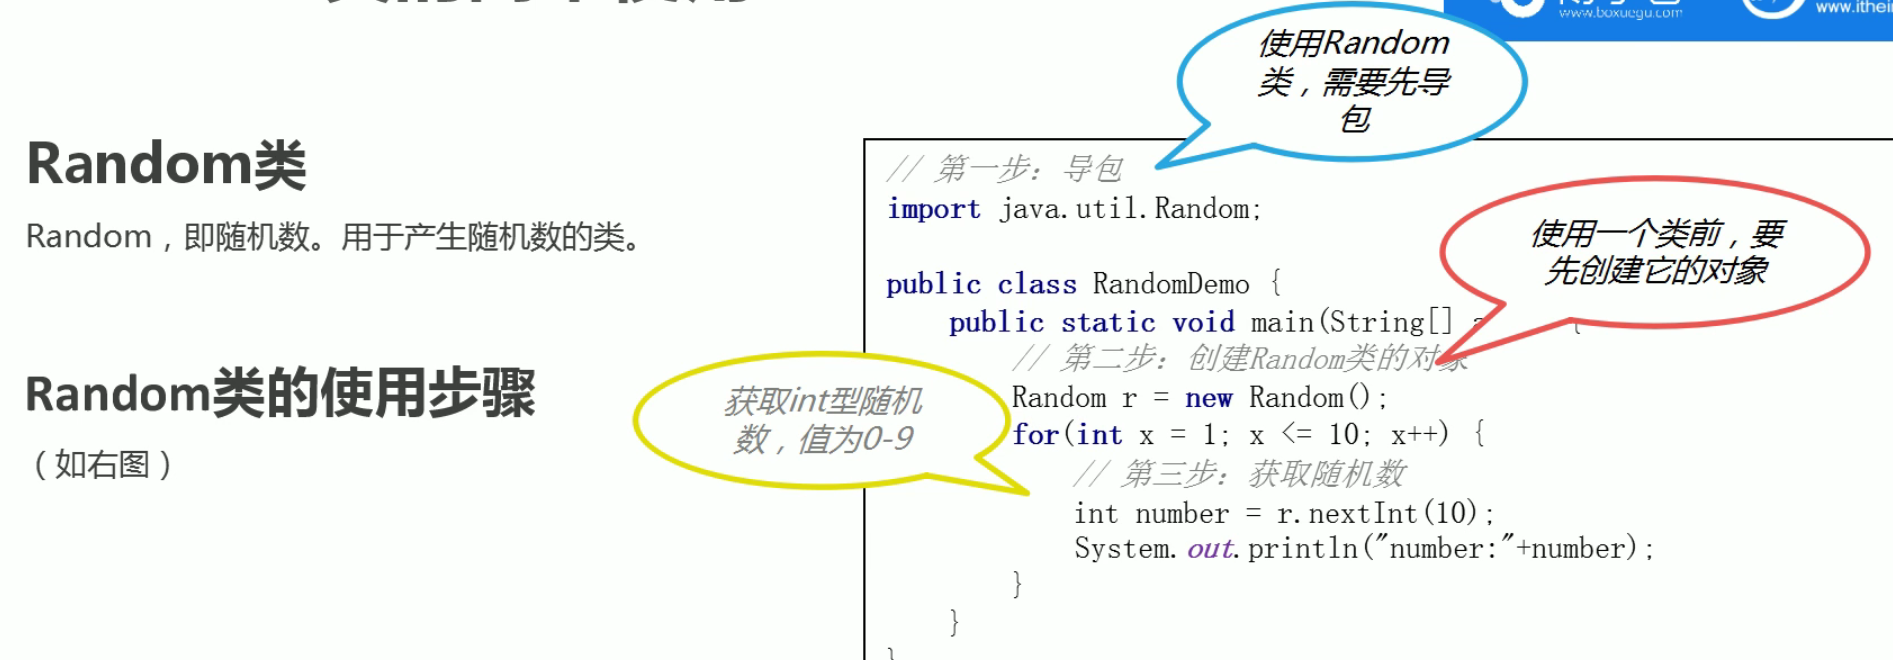 www.boxuegu.com
使用Random
类，需要先导
包
Random类
Random，即随机数。用于产生随机数的类。
Random类的使用步骤
（如右图）
// 第一步：导包
import java.util.Random;
使用一个类前，要
先创建它的对象
public class RandomDemo {
public static void main(String[] {
// 第二步：创建Random类的对象
Random r = new Random();
获取int型随机
数，值为0-9
for(int x = 1; x <= 10; x++) {
// 第三步：获取随机数
int number = r.nextInt(10);
System.out.println("number:"+number);
}
}
}